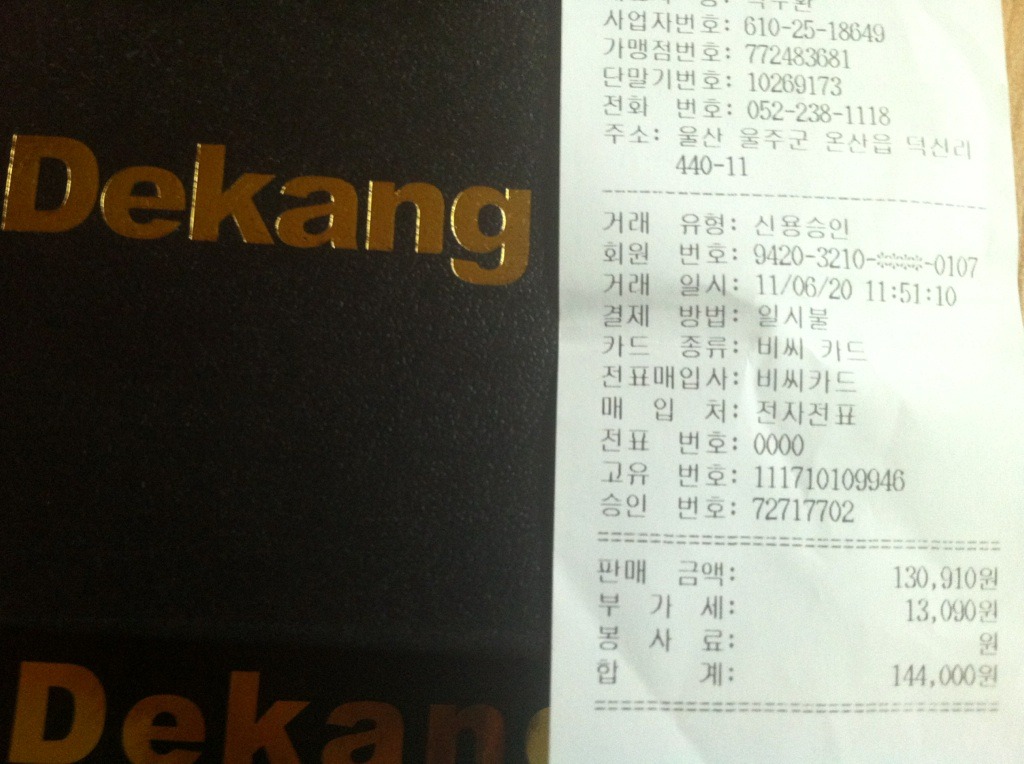 Dekang
Dekan
사업자번호: 610-25-18649
가맹점번호: 772483681
단말기번호: 10269173
전화 번호: 052-238-1118
주소: 울산 울주군 온산읍 덕신리
440-11
거래 유형: 신용승인
회원 번호: 9420-3210-****-0107
거래 일시: 11/06/20 11:51:10
결제 방법: 일시불
카드 종류: 비씨 카드
전표매입사: 비씨카드
매 입 처: 전자전표
전표 번호: 0000
고유 번호: 111710109946
승인 번호: 72717702
판매 금액: 130,910원
부 가 세: 13,090원
봉 사 료: 원
합 계: 144,000원